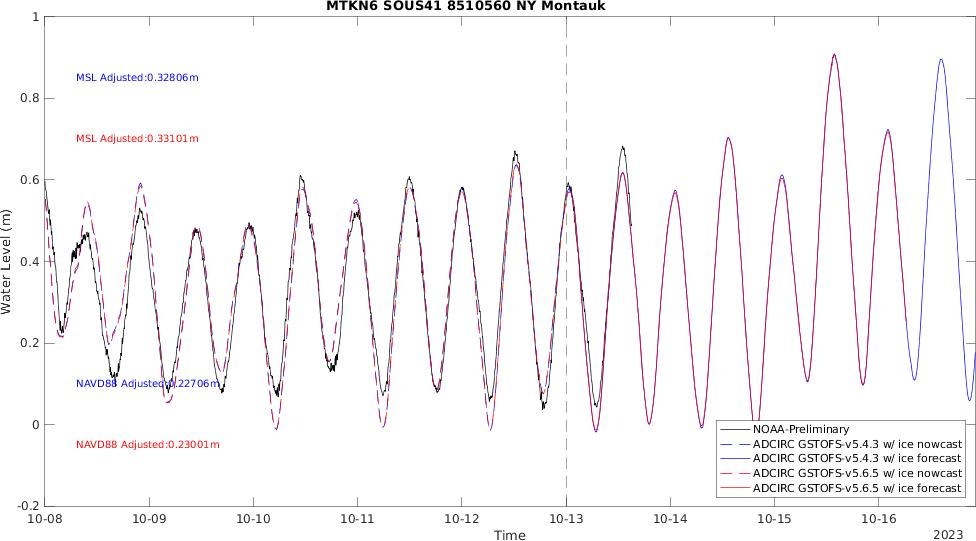 MTKN6 SOUS41 8510560 NY Montauk
1
0.8
0.6
0.4
0.2
0
-0.2
Water Level (m)
MSL Adjusted:0.32806m
MSL Adjusted:0.33101m
NAVD88 Adjusted:0.22706m
NAVD88 Adjusted:0.23001m
NOAA-Preliminary
ADCIRC GSTOFS-v5.4.3 w/ ice nowcast
ADCIRC GSTOFS-v5.4.3 w/ ice forecast
ADCIRC GSTOFS-v5.6.5 w/ ice nowcast
ADCIRC GSTOFS-v5.6.5 w/ ice forecast
10-08 10-09 10-10 10-11 10-12 10-13 10-14 10-15 10-16
Time
2023